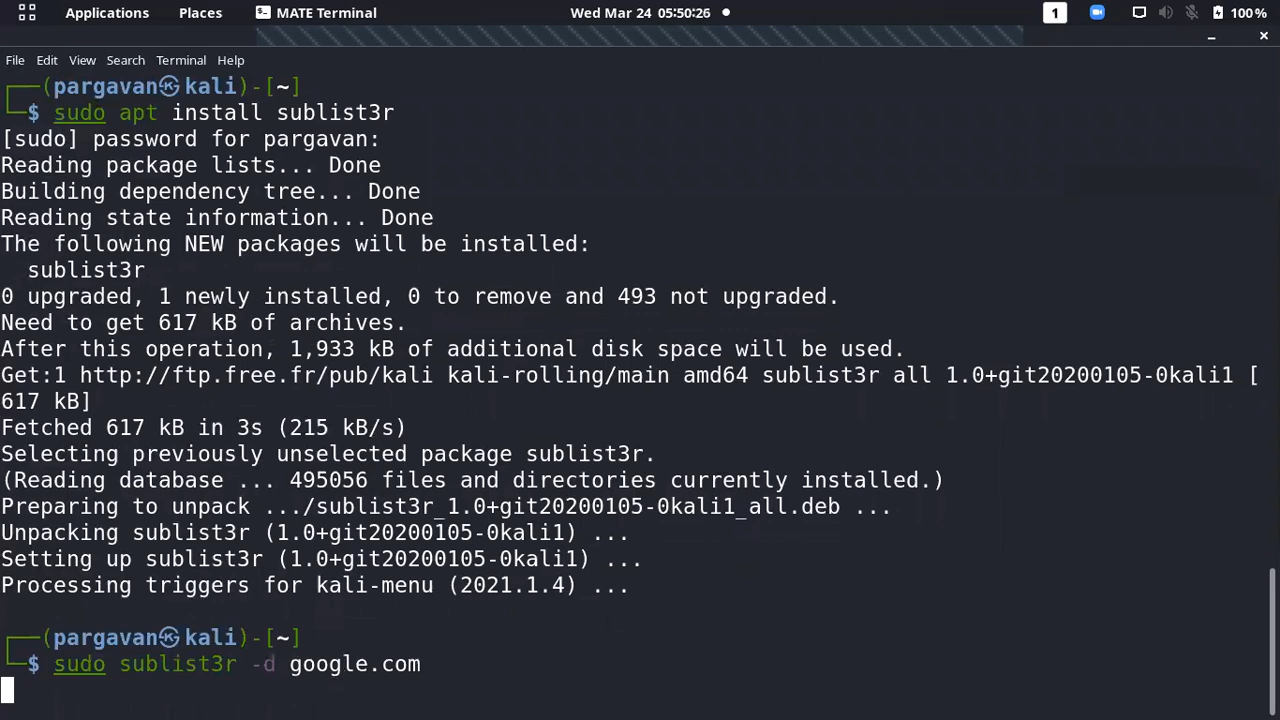 Applications Places MATE Terminal Wed Mar 24 05:50:26 1 100%
File Edit View Search Terminal Help
┌──(pargavan㉿kali)-[~]
└─$ sudo apt install sublist3r
[sudo] password for pargavan:
Reading package lists... Done
Building dependency tree... Done
Reading state information... Done
The following NEW packages will be installed:
  sublist3r
0 upgraded, 1 newly installed, 0 to remove and 493 not upgraded.
Need to get 617 kB of archives.
After this operation, 1,933 kB of additional disk space will be used.
Get:1 http://ftp.free.fr/pub/kali kali-rolling/main amd64 sublist3r all 1.0+git20200105-0kali1 [
617 kB]
Fetched 617 kB in 3s (215 kB/s)
Selecting previously unselected package sublist3r.
(Reading database ... 495056 files and directories currently installed.)
Preparing to unpack .../sublist3r_1.0+git20200105-0kali1_all.deb ...
Unpacking sublist3r (1.0+git20200105-0kali1) ...
Setting up sublist3r (1.0+git20200105-0kali1) ...
Processing triggers for kali-menu (2021.1.4) ...
┌──(pargavan㉿kali)-[~]
└─$ sudo sublist3r -d google.com